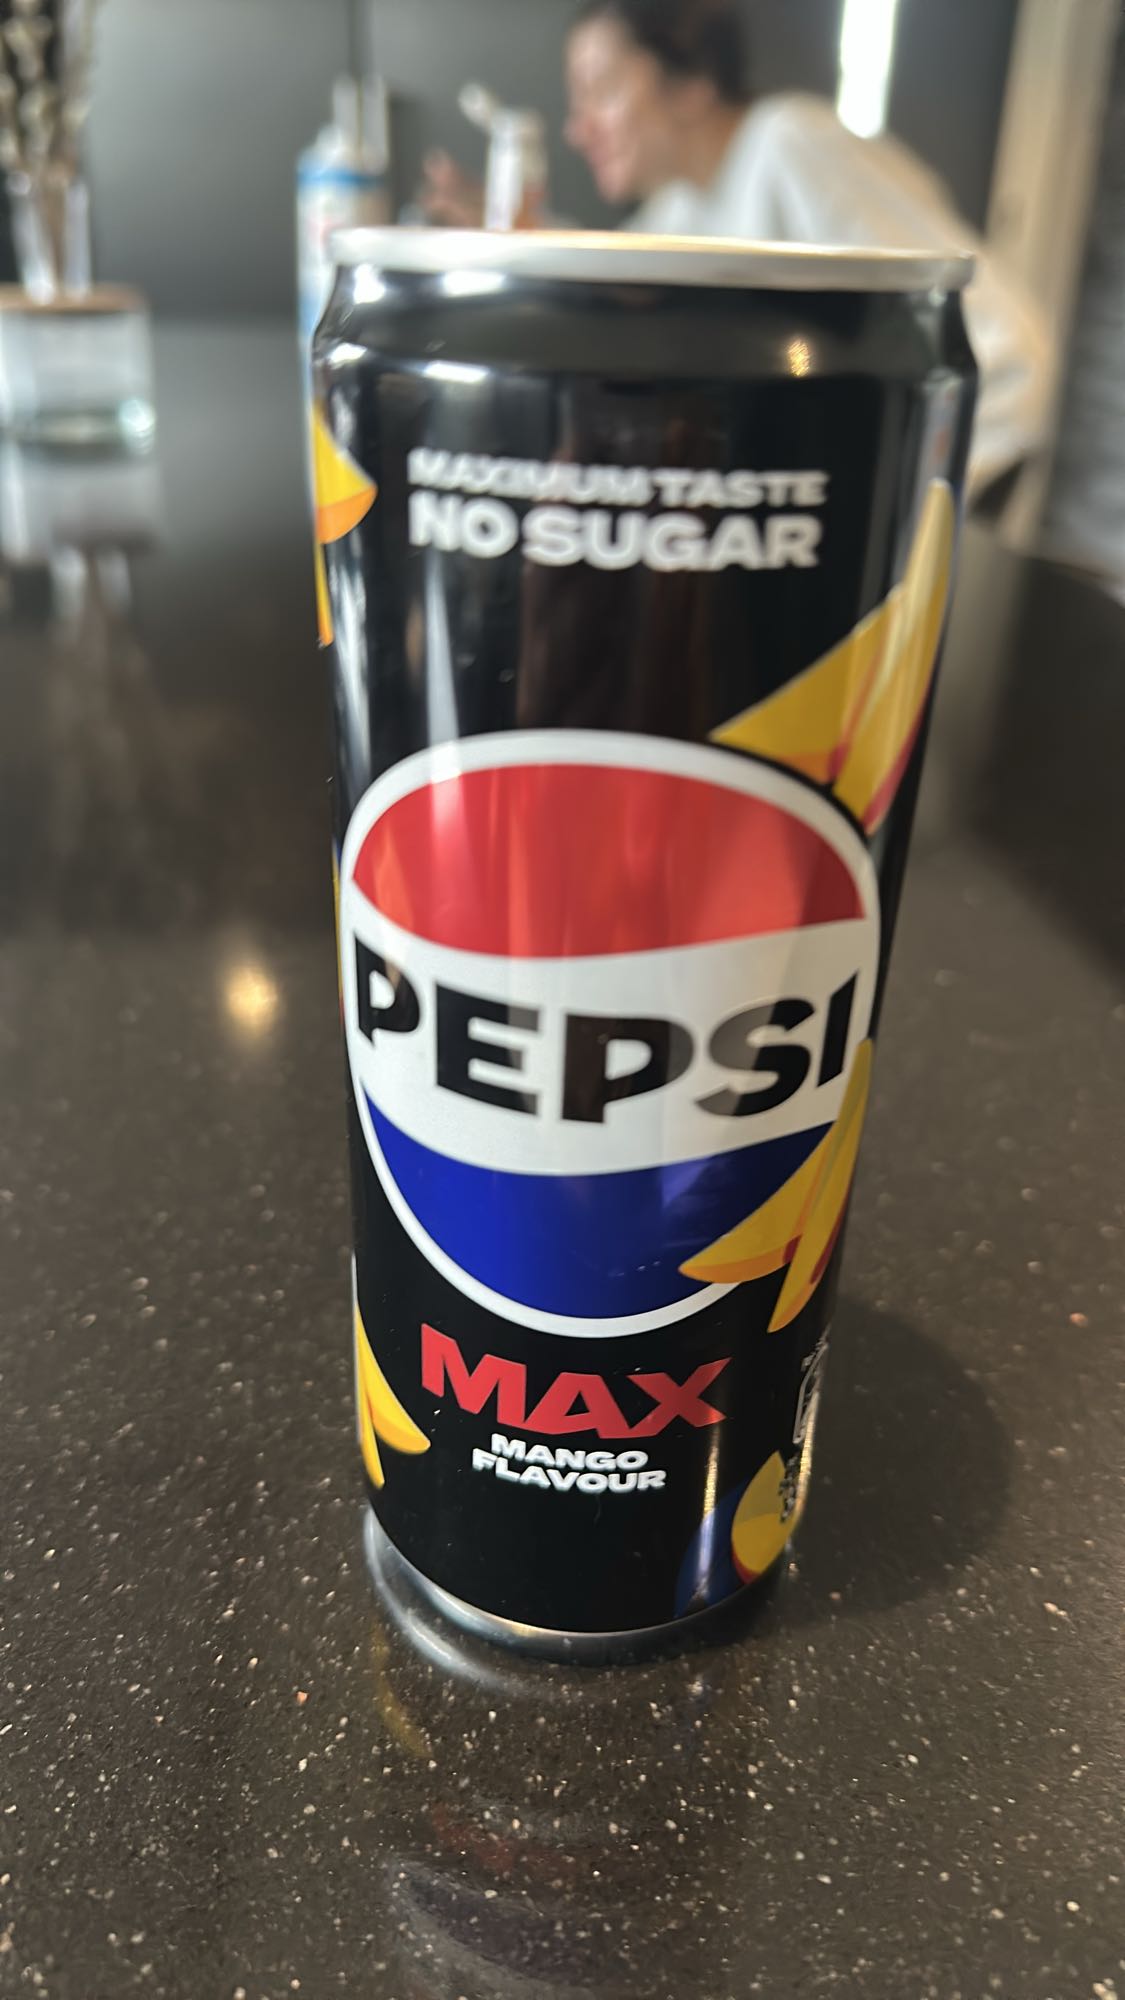 MAXIMUM TASTE
NO SUGAR
PEPSI
MAX
MANGO
FLAVOUR